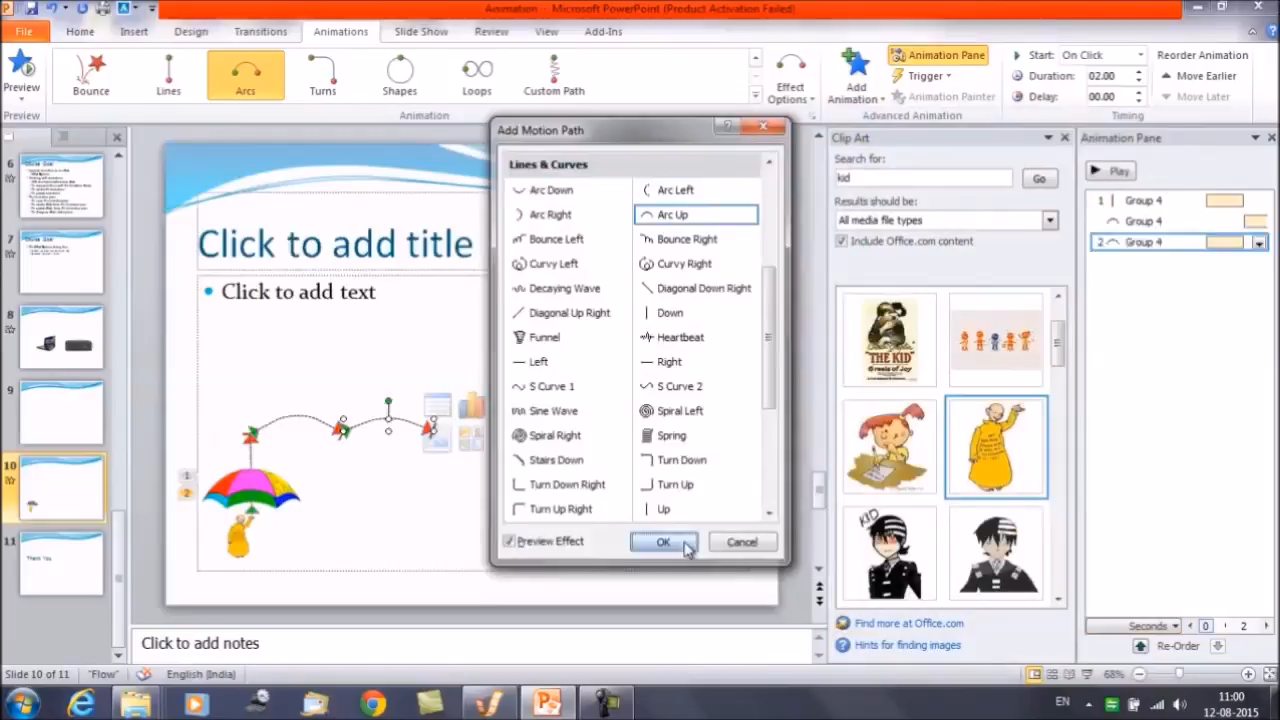 Animation - Microsoft PowerPoint (Product Activation Failed)
File Home Insert Design Transitions Animations Slide Show Review View Add-Ins
Preview
Bounce Lines Arcs Turns Shapes Loops Custom Path
Effect Options
Add Animation
Animation Pane
Trigger
Animation Painter
Start: On Click
Duration: 02.00
Delay: 00.00
Reorder Animation
Move Earlier
Move Later
Preview Animation Advanced Animation Timing
6
7
8
9
10
11
Thank You
Click to add title
Click to add text
1
2
Add Motion Path
Lines & Curves
Arc Down Arc Left
Arc Right Arc Up
Bounce Left Bounce Right
Curvy Left Curvy Right
Decaying Wave Diagonal Down Right
Diagonal Up Right Down
Funnel Heartbeat
Left Right
S Curve 1 S Curve 2
Sine Wave Spiral Left
Spiral Right Spring
Stairs Down Turn Down
Turn Down Right Turn Up
Turn Up Right Up
Preview Effect OK Cancel
Clip Art
Search for:
kid Go
Results should be:
All media file types
Include Office.com content
THE KID
KID
Find more at Office.com
Hints for finding images
Animation Pane
Play
1 Group 4
Group 4
2 Group 4
Seconds 0 2
Re-Order
Click to add notes
Slide 10 of 11 "Flow" English (India) 68%
EN 11:00
12-08-2015